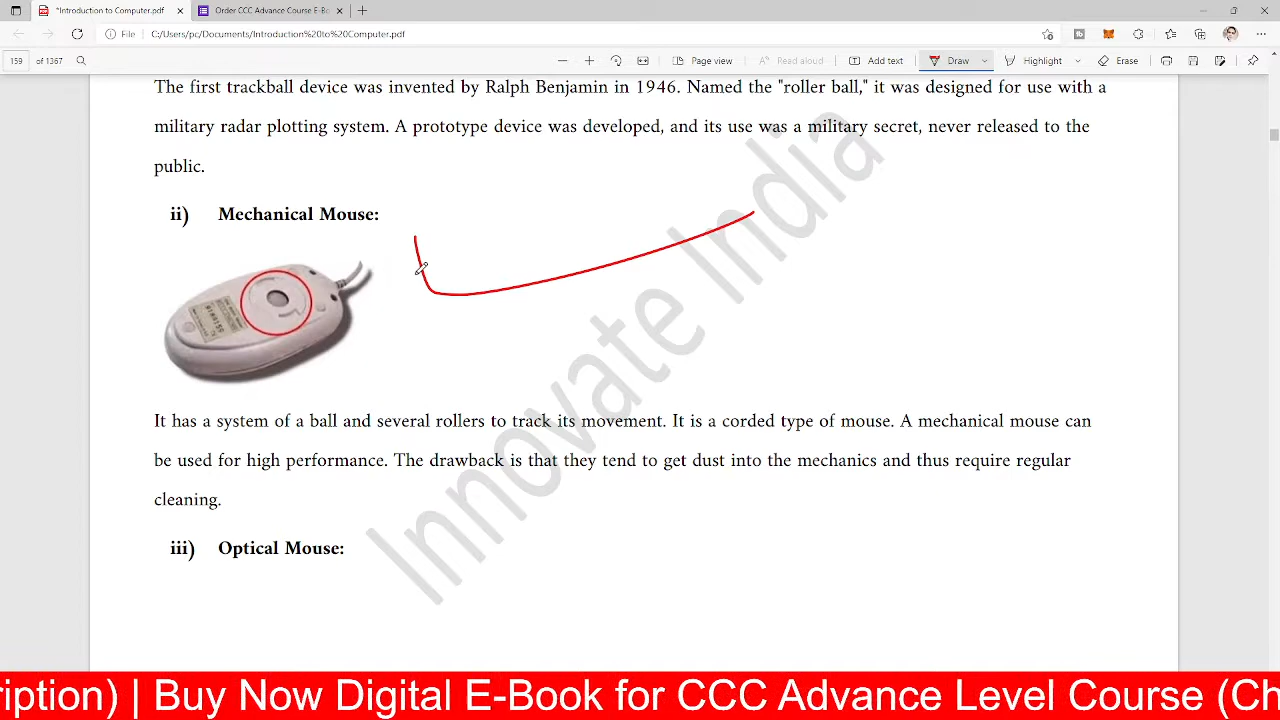 *Introduction to Computer.pdf
Order CCC Advance Course E-Bo
File
C:/Users/pc/Documents/Introduction%20to%20Computer.pdf
159 of 1367
Page view
Read aloud
Add text
Draw
Highlight
Erase
The first trackball device was invented by Ralph Benjamin in 1946. Named the "roller ball," it was designed for use with a
military radar plotting system. A prototype device was developed, and its use was a military secret, never released to the
public.
ii) Mechanical Mouse:
It has a system of a ball and several rollers to track its movement. It is a corded type of mouse. A mechanical mouse can
be used for high performance. The drawback is that they tend to get dust into the mechanics and thus require regular
cleaning.
iii) Optical Mouse:
Innovate India
ription) | Buy Now Digital E-Book for CCC Advance Level Course (Ch